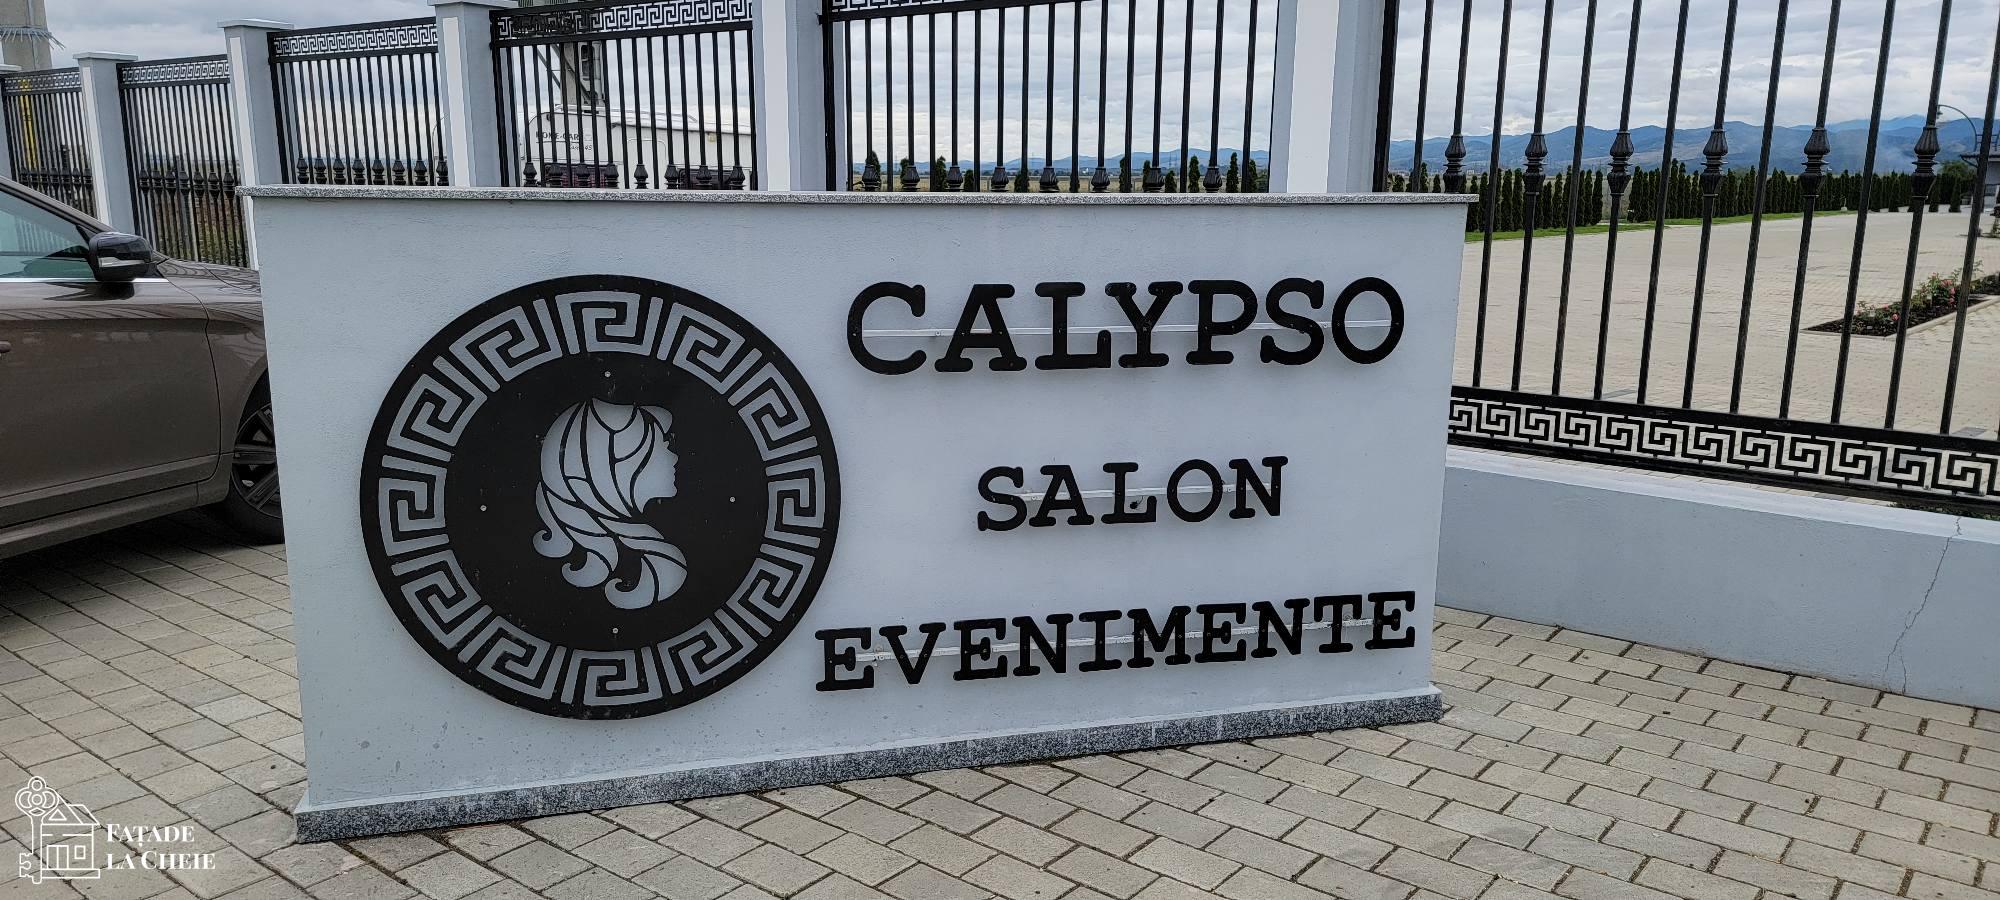 CALYPSO
SALON
EVENIMENTE
FAȚADE
LA CHEIE